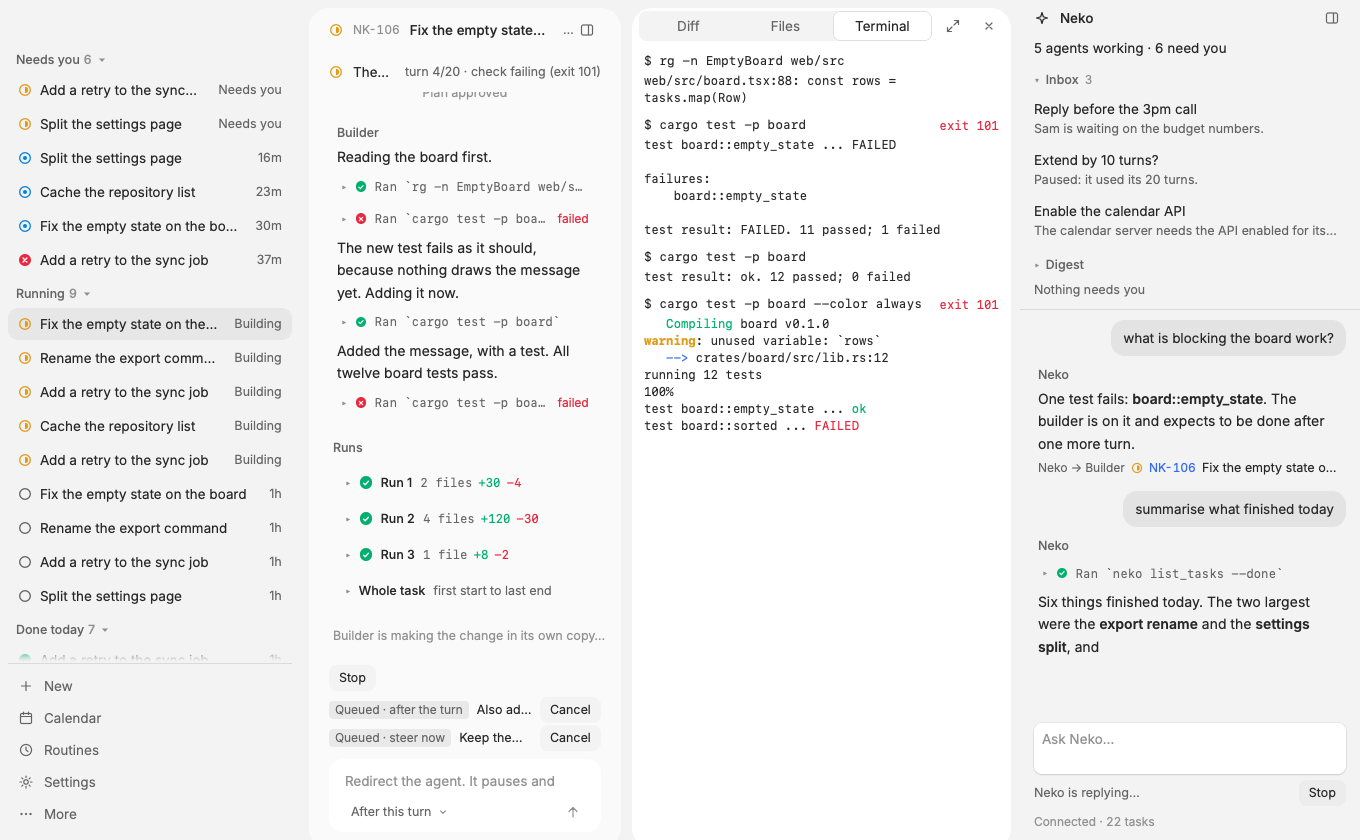 Needs you 6
Add a retry to the sync... Needs you
Split the settings page Needs you
Split the settings page 16m
Cache the repository list 23m
Fix the empty state on the bo... 30m
Add a retry to the sync job 37m
Running 9
Fix the empty state on the... Building
Rename the export comm... Building
Add a retry to the sync job Building
Cache the repository list Building
Add a retry to the sync job Building
Fix the empty state on the board 1h
Rename the export command 1h
Add a retry to the sync job 1h
Split the settings page 1h
Done today 7
Add a retry to the sync job 1h
New
Calendar
Routines
Settings
More
NK-106 Fix the empty state... ...
The... turn 4/20 · check failing (exit 101)
Plan approved
Builder
Reading the board first.
Ran `rg -n EmptyBoard web/s...
Ran `cargo test -p boa... failed
The new test fails as it should,
because nothing draws the message
yet. Adding it now.
Ran `cargo test -p board`
Added the message, with a test. All
twelve board tests pass.
Ran `cargo test -p boa... failed
Runs
Run 1 2 files +30 −4
Run 2 4 files +120 −30
Run 3 1 file +8 −2
Whole task first start to last end
Builder is making the change in its own copy...
Stop
Queued · after the turn Also ad... Cancel
Queued · steer now Keep the... Cancel
Redirect the agent. It pauses and
After this turn
Diff Files Terminal
$ rg -n EmptyBoard web/src
web/src/board.tsx:88: const rows =
tasks.map(Row)
$ cargo test -p board exit 101
test board::empty_state ... FAILED
failures:
board::empty_state
test result: FAILED. 11 passed; 1 failed
$ cargo test -p board
test result: ok. 12 passed; 0 failed
$ cargo test -p board --color always exit 101
Compiling board v0.1.0
warning: unused variable: `rows`
--> crates/board/src/lib.rs:12
running 12 tests
100%
test board::empty_state ... ok
test board::sorted ... FAILED
Neko
5 agents working · 6 need you
Inbox 3
Reply before the 3pm call
Sam is waiting on the budget numbers.
Extend by 10 turns?
Paused: it used its 20 turns.
Enable the calendar API
The calendar server needs the API enabled for its...
Digest
Nothing needs you
what is blocking the board work?
Neko
One test fails: board::empty_state. The
builder is on it and expects to be done after
one more turn.
Neko → Builder NK-106 Fix the empty state o...
summarise what finished today
Neko
Ran `neko list_tasks --done`
Six things finished today. The two largest
were the export rename and the settings
split, and
Ask Neko...
Neko is replying... Stop
Connected · 22 tasks